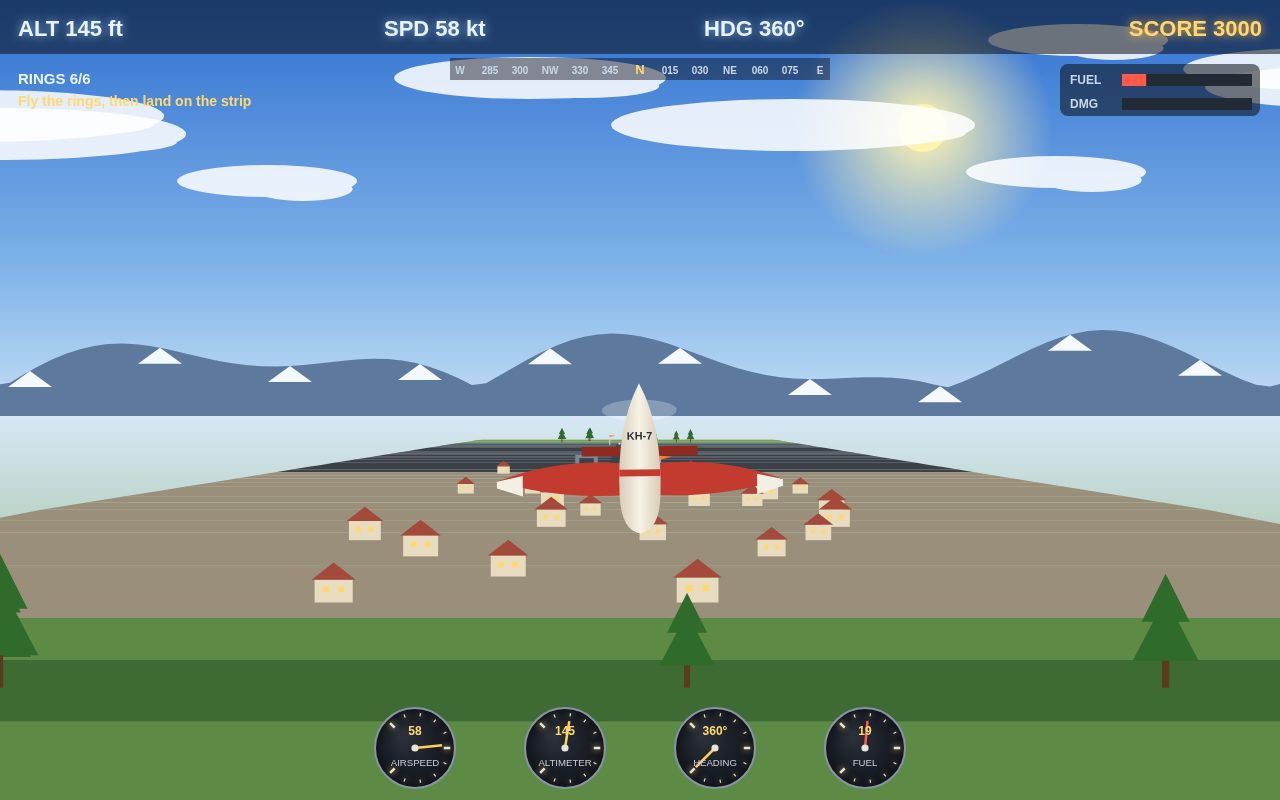 ALT 145 ft
SPD 58 kt
HDG 360°
SCORE 3000
W 285 300 NW 330 345 N 015 030 NE 060 075 E
RINGS 6/6
Fly the rings, then land on the strip
FUEL
DMG
KH-7
58
AIRSPEED
145
ALTIMETER
360°
HEADING
19
FUEL